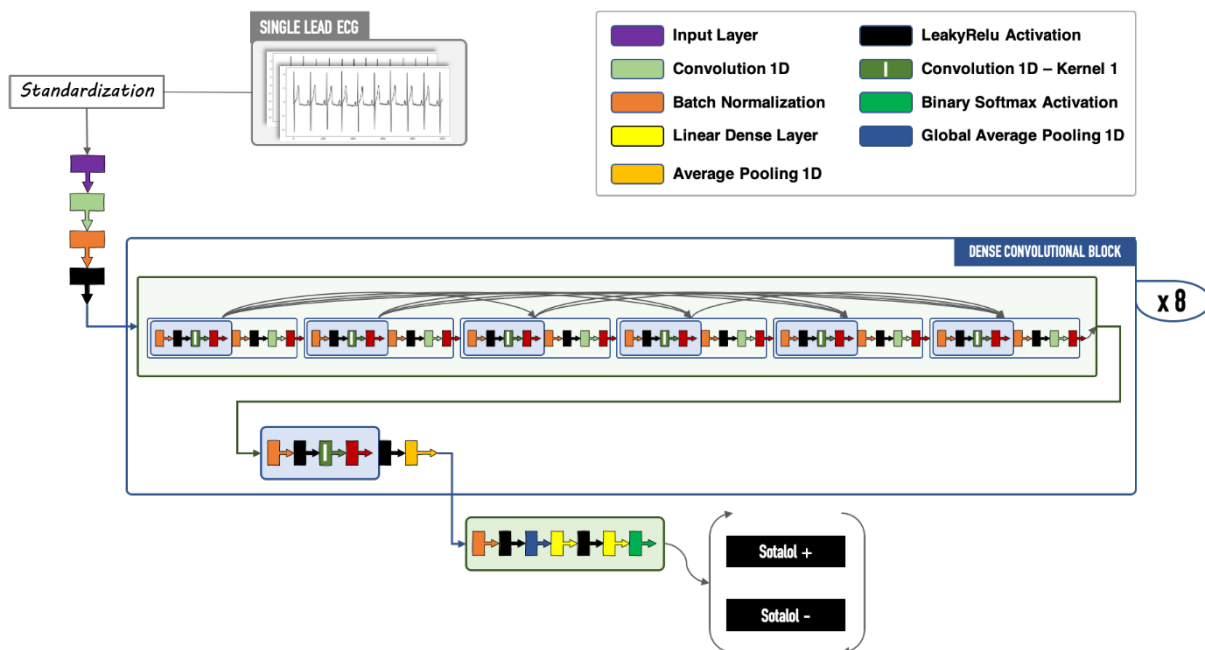 SINGLE LEAD ECG
Standardization
Input Layer
Convolution 1D
Batch Normalization
Linear Dense Layer
Average Pooling 1D
LeakyRelu Activation
Convolution 1D – Kernel 1
Binary Softmax Activation
Global Average Pooling 1D
DENSE CONVOLUTIONAL BLOCK
x 8
Sotalol +
Sotalol -